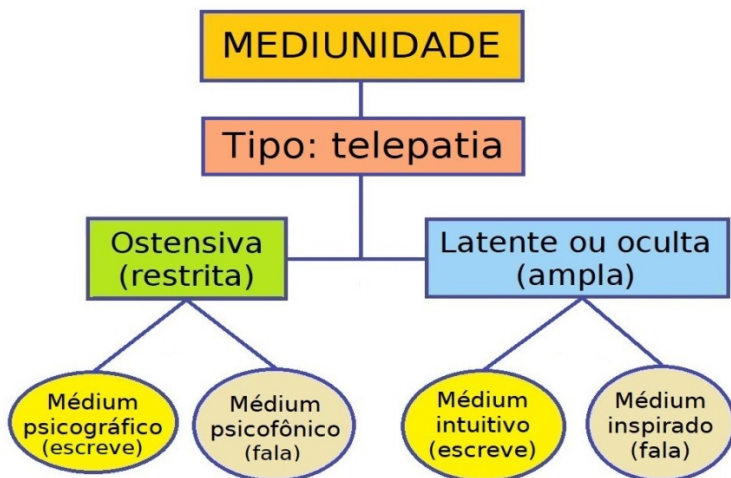 MEDIUNIDADE
Tipo: telepatia
Ostensiva
(restrita)
Latente ou oculta
(ampla)
Médium
psicográfico
(escreve)
Médium
psicofônico
(fala)
Médium
intuitivo
(escreve)
Médium
inspirado
(fala)